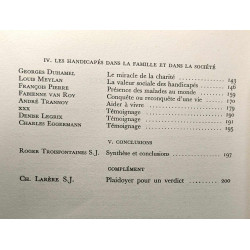 IV. LES HANDICAPÉS DANS LA FAMILLE ET DANS LA SOCIÉTÉ
GEORGES DUHAMEL Le miracle de la charité 143
LOUIS MEYLAN La valeur sociale des handicapés 145
FRANÇOIS PIERRE Présence des malades au monde 159
FABIENNE VAN ROY Conquête ou reconquête d'une vie 170
ANDRÉ TRANNOY Aider à vivre 179
XXX Témoignage 190
DENISE LEGRIX Témoignage 191
CHARLES EGGERMANN Témoignage 195
V. CONCLUSIONS
ROGER TROISFONTAINES S.J. Synthèse et conclusions 197
COMPLÉMENT
CH. LARÈRE S.J. Plaidoyer pour un verdict 200